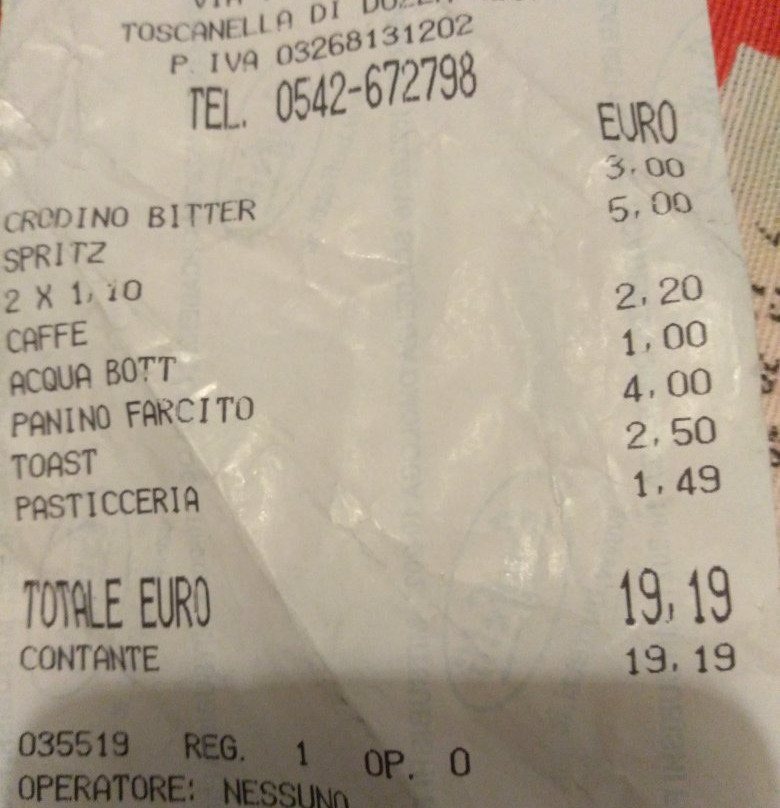 TOSCANELLA DI
P. IVA 03268131202
TEL. 0542-672798
EURO
CRODINO BITTER 3,00
SPRITZ 5,00
2 X 1,10
CAFFE 2,20
ACQUA BOTT 1,00
PANINO FARCITO 4,00
TOAST 2,50
PASTICCERIA 1,49
TOTALE EURO 19,19
CONTANTE 19,19
035519 REG. 1 OP. 0
OPERATORE: NESSUNO